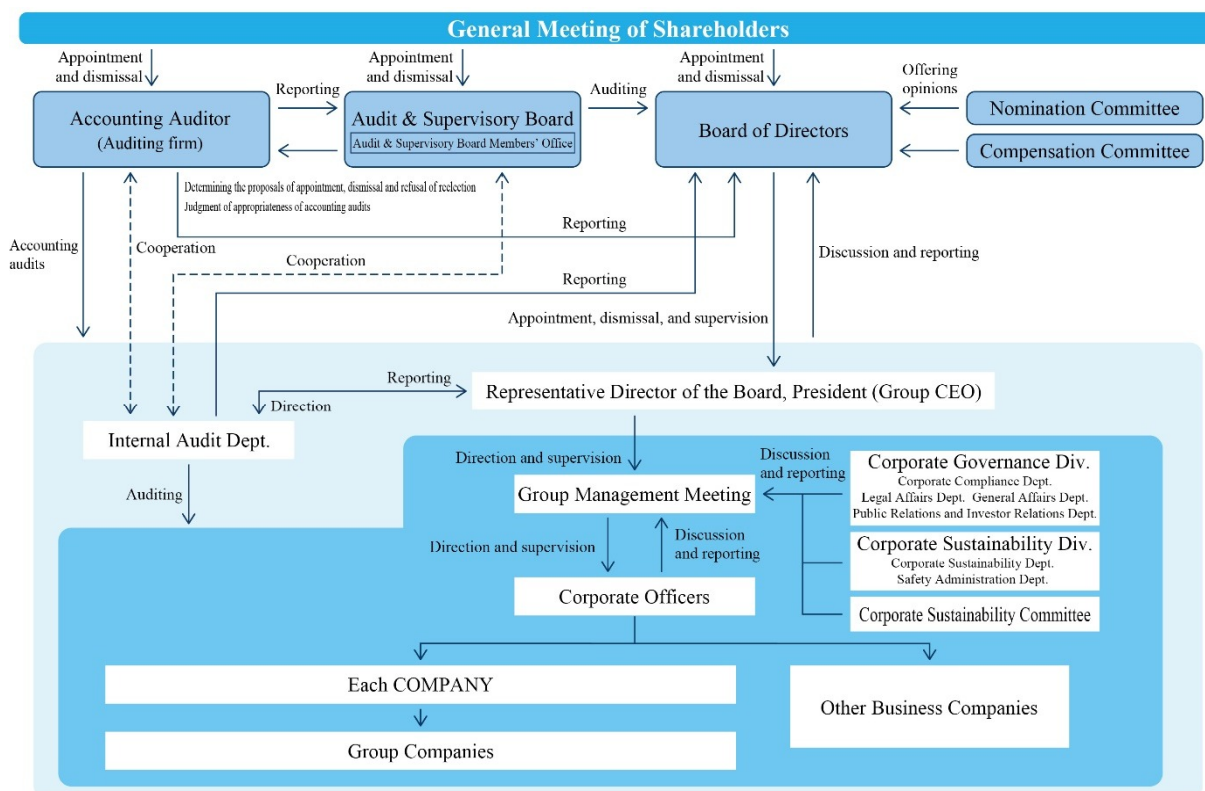 General Meeting of Shareholders
Appointment
and dismissal
Appointment
and dismissal
Appointment
and dismissal
Reporting
Auditing
Offering
opinions
Accounting Auditor
(Auditing firm)
Audit & Supervisory Board
Audit & Supervisory Board Members' Office
Board of Directors
Nomination Committee
Compensation Committee
Determining the proposals of appointment, dismissal and refusal of reelection
Judgment of appropriateness of accounting audits
Accounting
audits
Cooperation
Cooperation
Reporting
Reporting
Discussion and reporting
Appointment, dismissal, and supervision
Reporting
Direction
Representative Director of the Board, President (Group CEO)
Internal Audit Dept.
Auditing
Direction and supervision
Group Management Meeting
Discussion
and reporting
Corporate Governance Div.
Corporate Compliance Dept.
Legal Affairs Dept. General Affairs Dept.
Public Relations and Investor Relations Dept.
Direction and supervision
Discussion
and reporting
Corporate Sustainability Div.
Corporate Sustainability Dept.
Safety Administration Dept.
Corporate Officers
Corporate Sustainability Committee
Each COMPANY
Other Business Companies
Group Companies